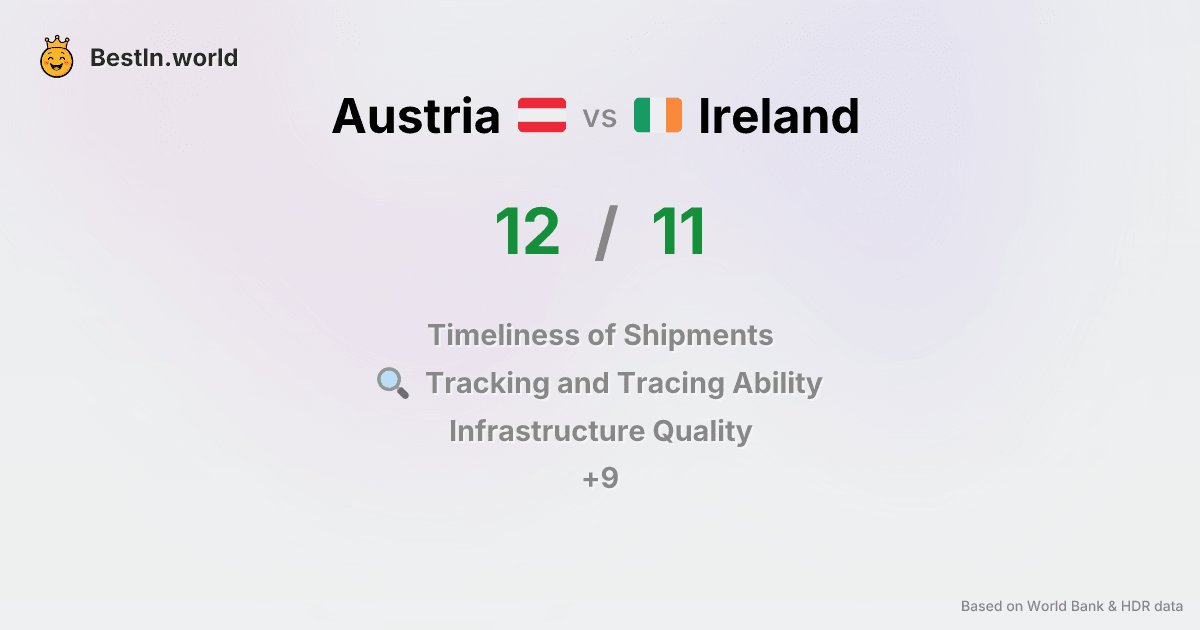 BestIn.world
Austria vs Ireland
12 / 11
Timeliness of Shipments
Tracking and Tracing Ability
Infrastructure Quality
+9
Based on World Bank & HDR data